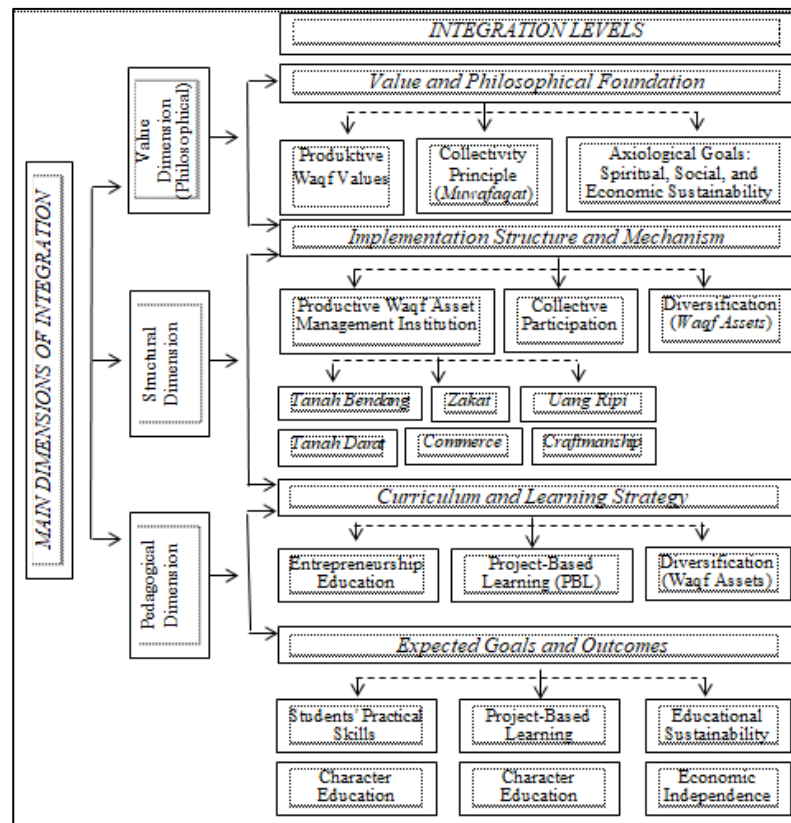 INTEGRATION LEVELS
MAIN DIMENSIONS OF INTEGRATION
Value
Dimension
(Philosophical)
Value and Philosophical Foundation
Produktive
Waqf Values
Collectivity
Principle
(Muwafaqat)
Axiological Goals:
Spiritual, Social, and
Economic Sustainability
Structural
Dimension
Implementation Structure and Mechanism
Productive Waqf Asset
Management Institution
Collective
Participation
Diversification
(Waqf Assets)
Tanah Bendang
Zakat
Uang Ripi
Tanah Darat
Commerce
Craftmanship
Pedagogical
Dimension
Curriculum and Learning Strategy
Entrepreneurship
Education
Project-Based
Learning (PBL)
Diversification
(Waqf Assets)
Expected Goals and Outcomes
Students' Practical
Skills
Project-Based
Learning
Educational
Sustainability
Character
Education
Character
Education
Economic
Independence